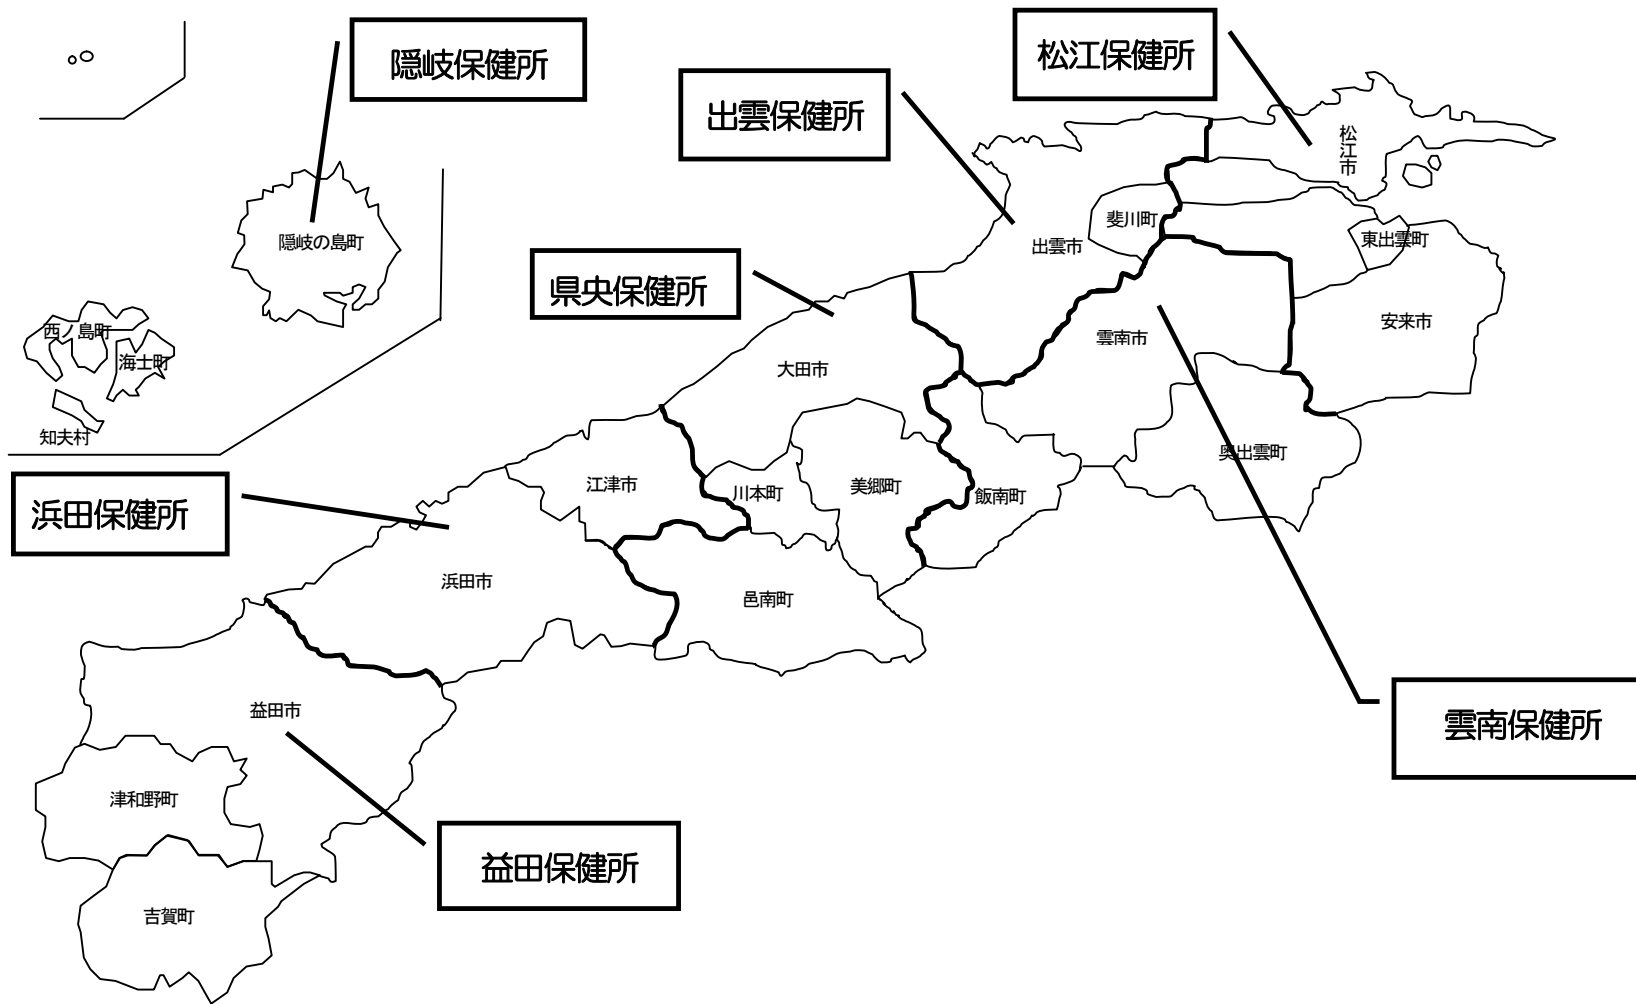 隠岐保健所
松江保健所
出雲保健所
松江市
斐川町
出雲市
東出雲町
隠岐の島町
県央保健所
安来市
雲南市
西ノ島町
海士町
大田市
知夫村
奥出雲町
江津市
川本町
美郷町
飯南町
浜田保健所
浜田市
邑南町
益田市
雲南保健所
津和野町
益田保健所
吉賀町